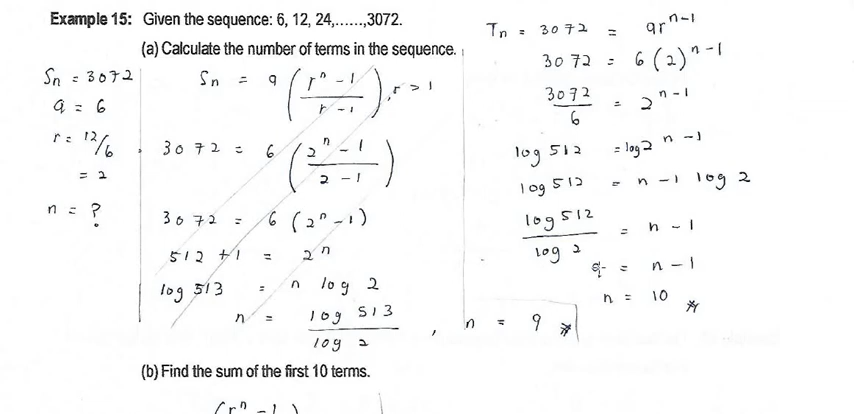 Example 15: Given the sequence: 6, 12, 24,......,3072.
(a) Calculate the number of terms in the sequence.
Sn = 3072
a = 6
r = 12/6
= 2
n = ?
Sn = a ( r^n - 1 / r - 1 ), r > 1
3072 = 6 ( 2^n - 1 / 2 - 1 )
3072 = 6 ( 2^n - 1 )
512 + 1 = 2^n
log 513 = n log 2
n = log 513 / log 2 , n = 9 *
Tn = 3072 = ar^n-1
3072 = 6 (2)^n-1
3072 / 6 = 2^n-1
log 512 = log 2^n-1
log 512 = n - 1 log 2
log 512 / log 2 = n - 1
9 = n - 1
n = 10 *
(b) Find the sum of the first 10 terms.
(r^n - 1)